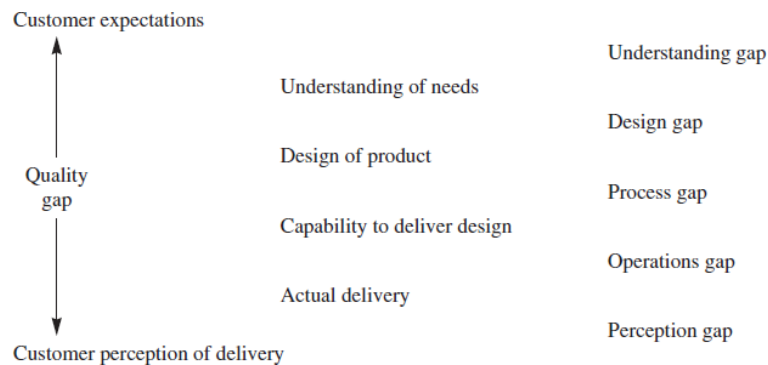 Customer expectations
Understanding gap
Understanding of needs
Design gap
Design of product
Quality
gap
Process gap
Capability to deliver design
Operations gap
Actual delivery
Perception gap
Customer perception of delivery